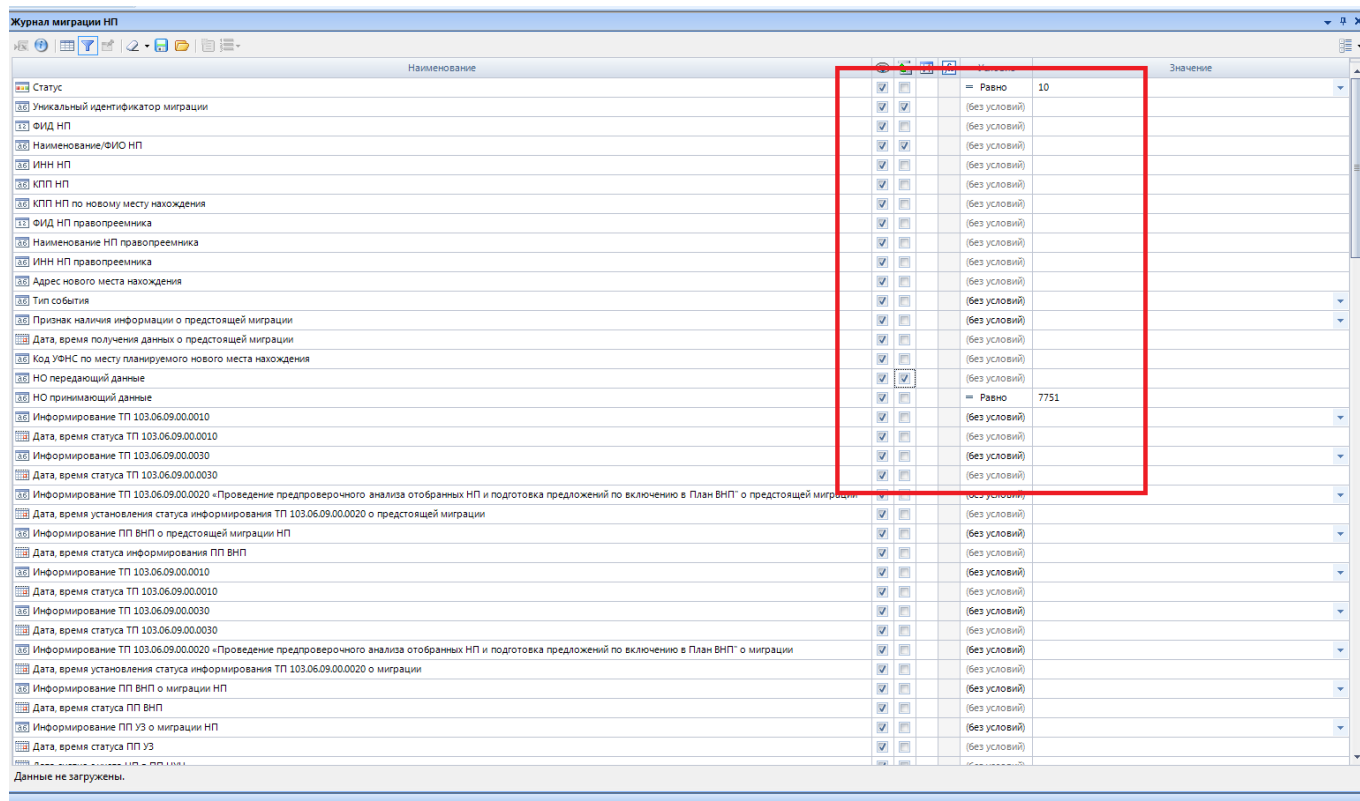 Журнал миграции НП
Наименование Условие Значение
Статус = Равно 10
Уникальный идентификатор миграции (без условий)
ФИД НП (без условий)
Наименование/ФИО НП (без условий)
ИНН НП (без условий)
КПП НП (без условий)
КПП НП по новому месту нахождения (без условий)
ФИД НП правопреемника (без условий)
Наименование НП правопреемника (без условий)
ИНН НП правопреемника (без условий)
Адрес нового места нахождения (без условий)
Тип события (без условий)
Признак наличия информации о предстоящей миграции (без условий)
Дата, время получения данных о предстоящей миграции (без условий)
Код УФНС по месту планируемого нового места нахождения (без условий)
НО передающий данные (без условий)
НО принимающий данные = Равно 7751
Информирование ТП 103.06.09.00.0010 (без условий)
Дата, время статуса ТП 103.06.09.00.0010 (без условий)
Информирование ТП 103.06.09.00.0030 (без условий)
Дата, время статуса ТП 103.06.09.00.0030 (без условий)
Информирование ТП 103.06.09.00.0020 «Проведение предпроверочного анализа отобранных НП и подготовка предложений по включению в План ВНП" о предстоящей миграции (без условий)
Дата, время установления статуса информирования ТП 103.06.09.00.0020 о предстоящей миграции (без условий)
Информирование ПП ВНП о предстоящей миграции НП (без условий)
Дата, время статуса информирования ПП ВНП (без условий)
Информирование ТП 103.06.09.00.0010 (без условий)
Дата, время статуса ТП 103.06.09.00.0010 (без условий)
Информирование ТП 103.06.09.00.0030 (без условий)
Дата, время статуса ТП 103.06.09.00.0030 (без условий)
Информирование ТП 103.06.09.00.0020 «Проведение предпроверочного анализа отобранных НП и подготовка предложений по включению в План ВНП" о миграции (без условий)
Дата, время установления статуса информирования ТП 103.06.09.00.0020 о миграции (без условий)
Информирование ПП ВНП о миграции НП (без условий)
Дата, время статуса ПП ВНП (без условий)
Информирование ПП УЗ о миграции НП (без условий)
Дата, время статуса ПП УЗ (без условий)
Данные не загружены.